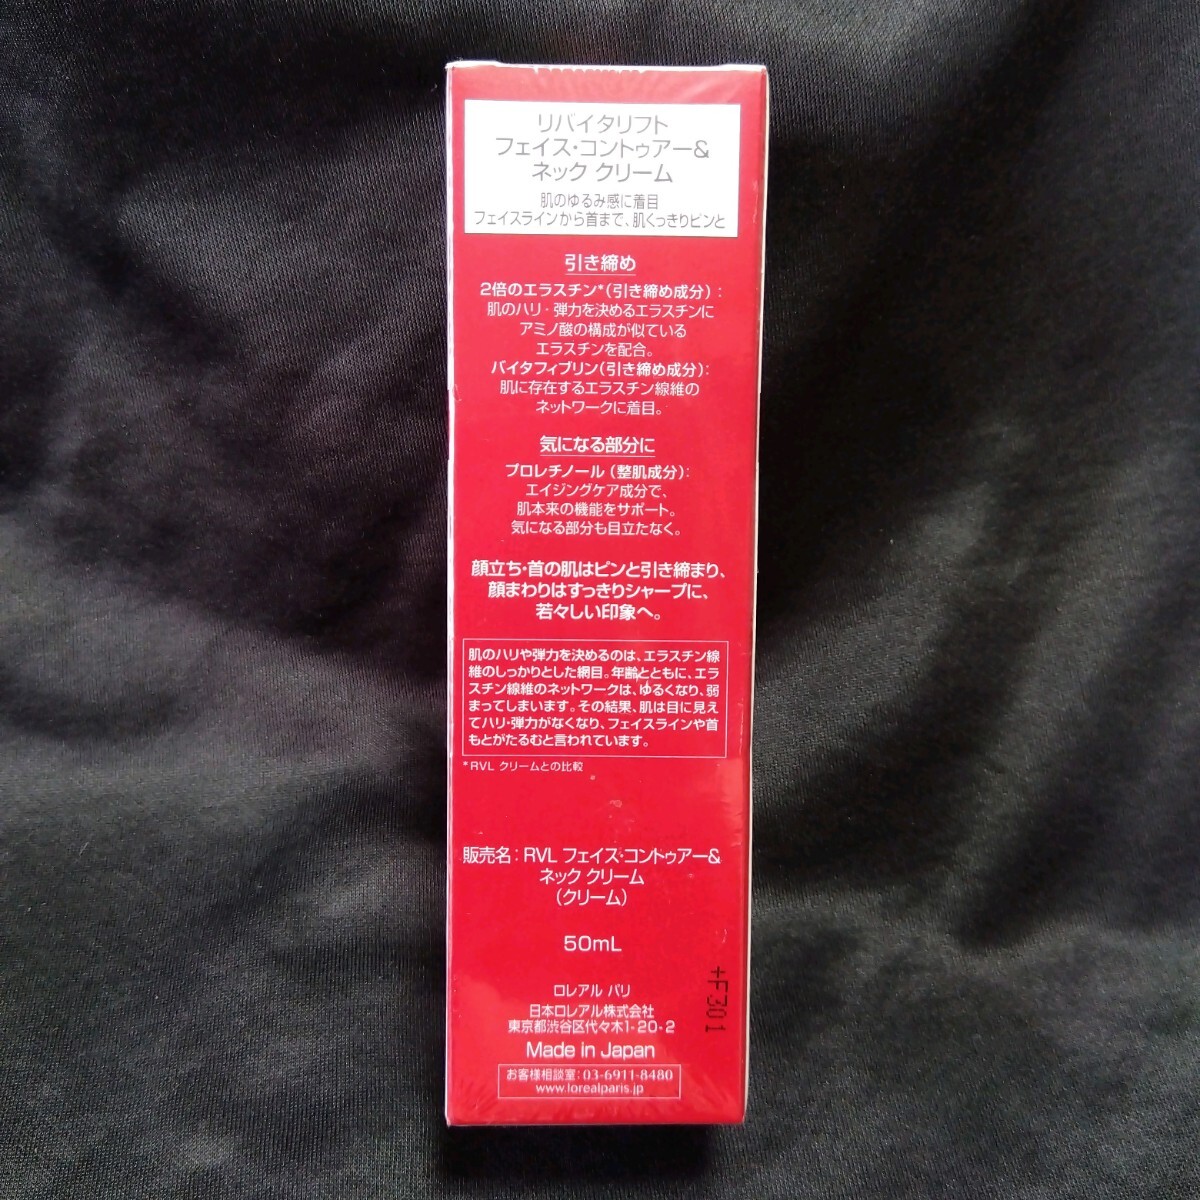 リバイタリフト
フェイス・コントゥアー&
ネック クリーム
肌のゆるみ感に着目
フェイスラインから首まで、肌くっきりピンと
引き締め
2倍のエラスチン*(引き締め成分):
肌のハリ・弾力を決めるエラスチンに
アミノ酸の構成が似ている
エラスチンを配合。
バイタフィブリン(引き締め成分):
肌に存在するエラスチン線維の
ネットワークに着目。
気になる部分に
プロレチノール(整肌成分):
エイジングケア成分で、
肌本来の機能をサポート。
気になる部分も目立たなく。
顔立ち・首の肌はピンと引き締まり、
顔まわりはすっきりシャープに、
若々しい印象へ。
肌のハリや弾力を決めるのは、エラスチン線
維のしっかりとした網目。年齢とともに、エラ
スチン線維のネットワークは、ゆるくなり、弱
まってしまいます。その結果、肌は目に見え
てハリ・弾力がなくなり、フェイスラインや首
もとがたるむと言われています。
*RVL クリームとの比較
販売名:RVL フェイス・コントゥアー&
ネック クリーム
(クリーム)
50mL
+F301
ロレアル パリ
日本ロレアル株式会社
東京都渋谷区代々木1-20-2
Made in Japan
お客様相談室:03-6911-8480
www.lorealparis.jp